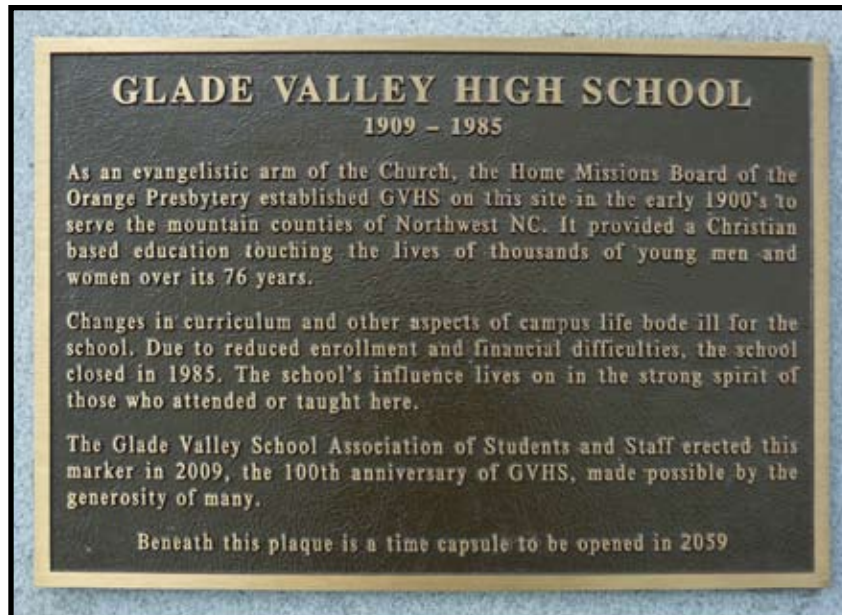 GLADE VALLEY HIGH SCHOOL
1909 – 1985
As an evangelistic arm of the Church, the Home Missions Board of the
Orange Presbytery established GVHS on this site in the early 1900's to
serve the mountain counties of Northwest NC. It provided a Christian
based education touching the lives of thousands of young men and
women over its 76 years.
Changes in curriculum and other aspects of campus life bode ill for the
school. Due to reduced enrollment and financial difficulties, the school
closed in 1985. The school's influence lives on in the strong spirit of
those who attended or taught here.
The Glade Valley School Association of Students and Staff erected this
marker in 2009, the 100th anniversary of GVHS, made possible by the
generosity of many.
Beneath this plaque is a time capsule to be opened in 2059